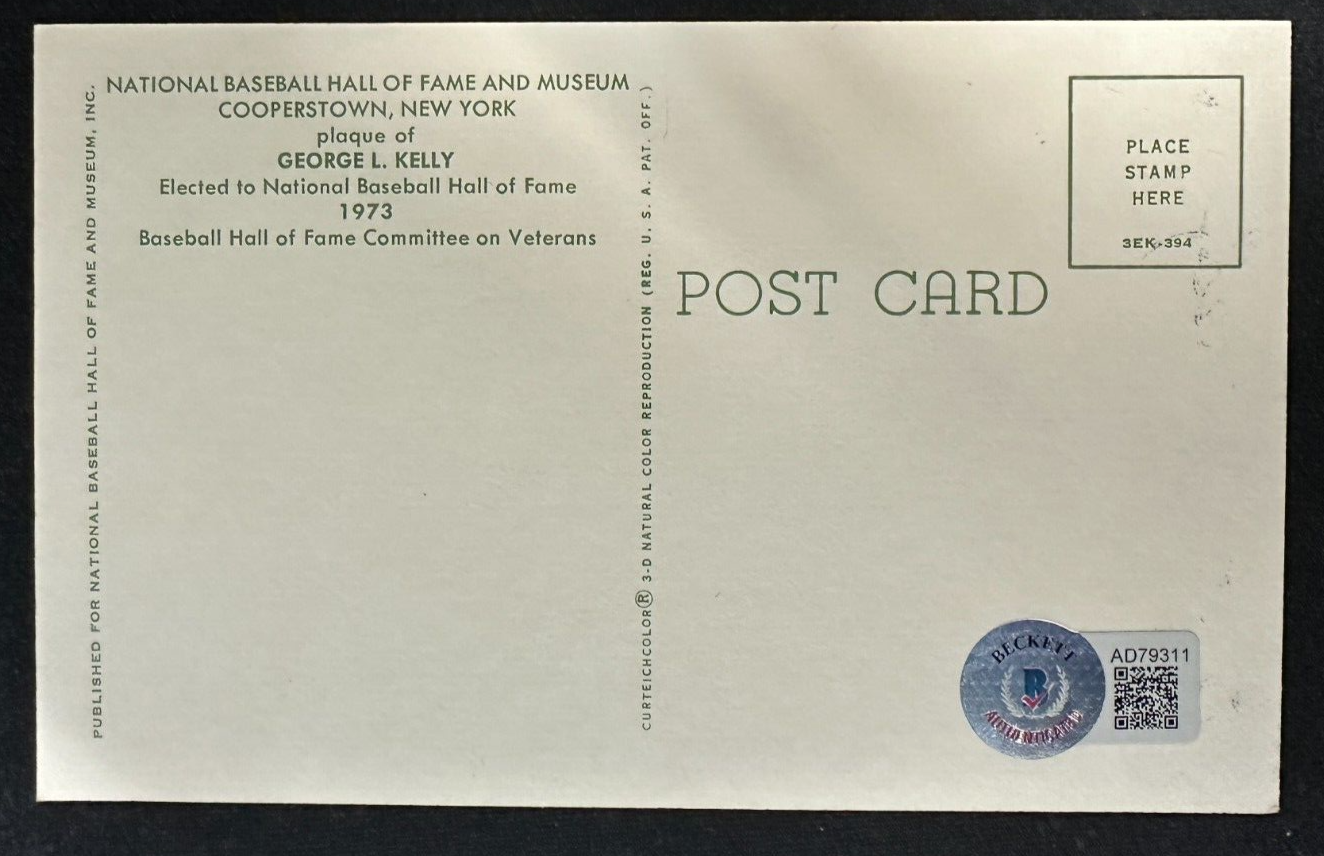 NATIONAL BASEBALL HALL OF FAME AND MUSEUM
COOPERSTOWN, NEW YORK
plaque of
GEORGE L. KELLY
Elected to National Baseball Hall of Fame
1973
Baseball Hall of Fame Committee on Veterans
PUBLISHED FOR NATIONAL BASEBALL HALL OF FAME AND MUSEUM, INC.
CURTEICHCOLOR® 3-D NATURAL COLOR REPRODUCTION (REG. U. S. A. PAT. OFF.)
POST CARD
PLACE
STAMP
HERE
3EK-394
BECKETT
B
AUTHENTICATED
AD79311